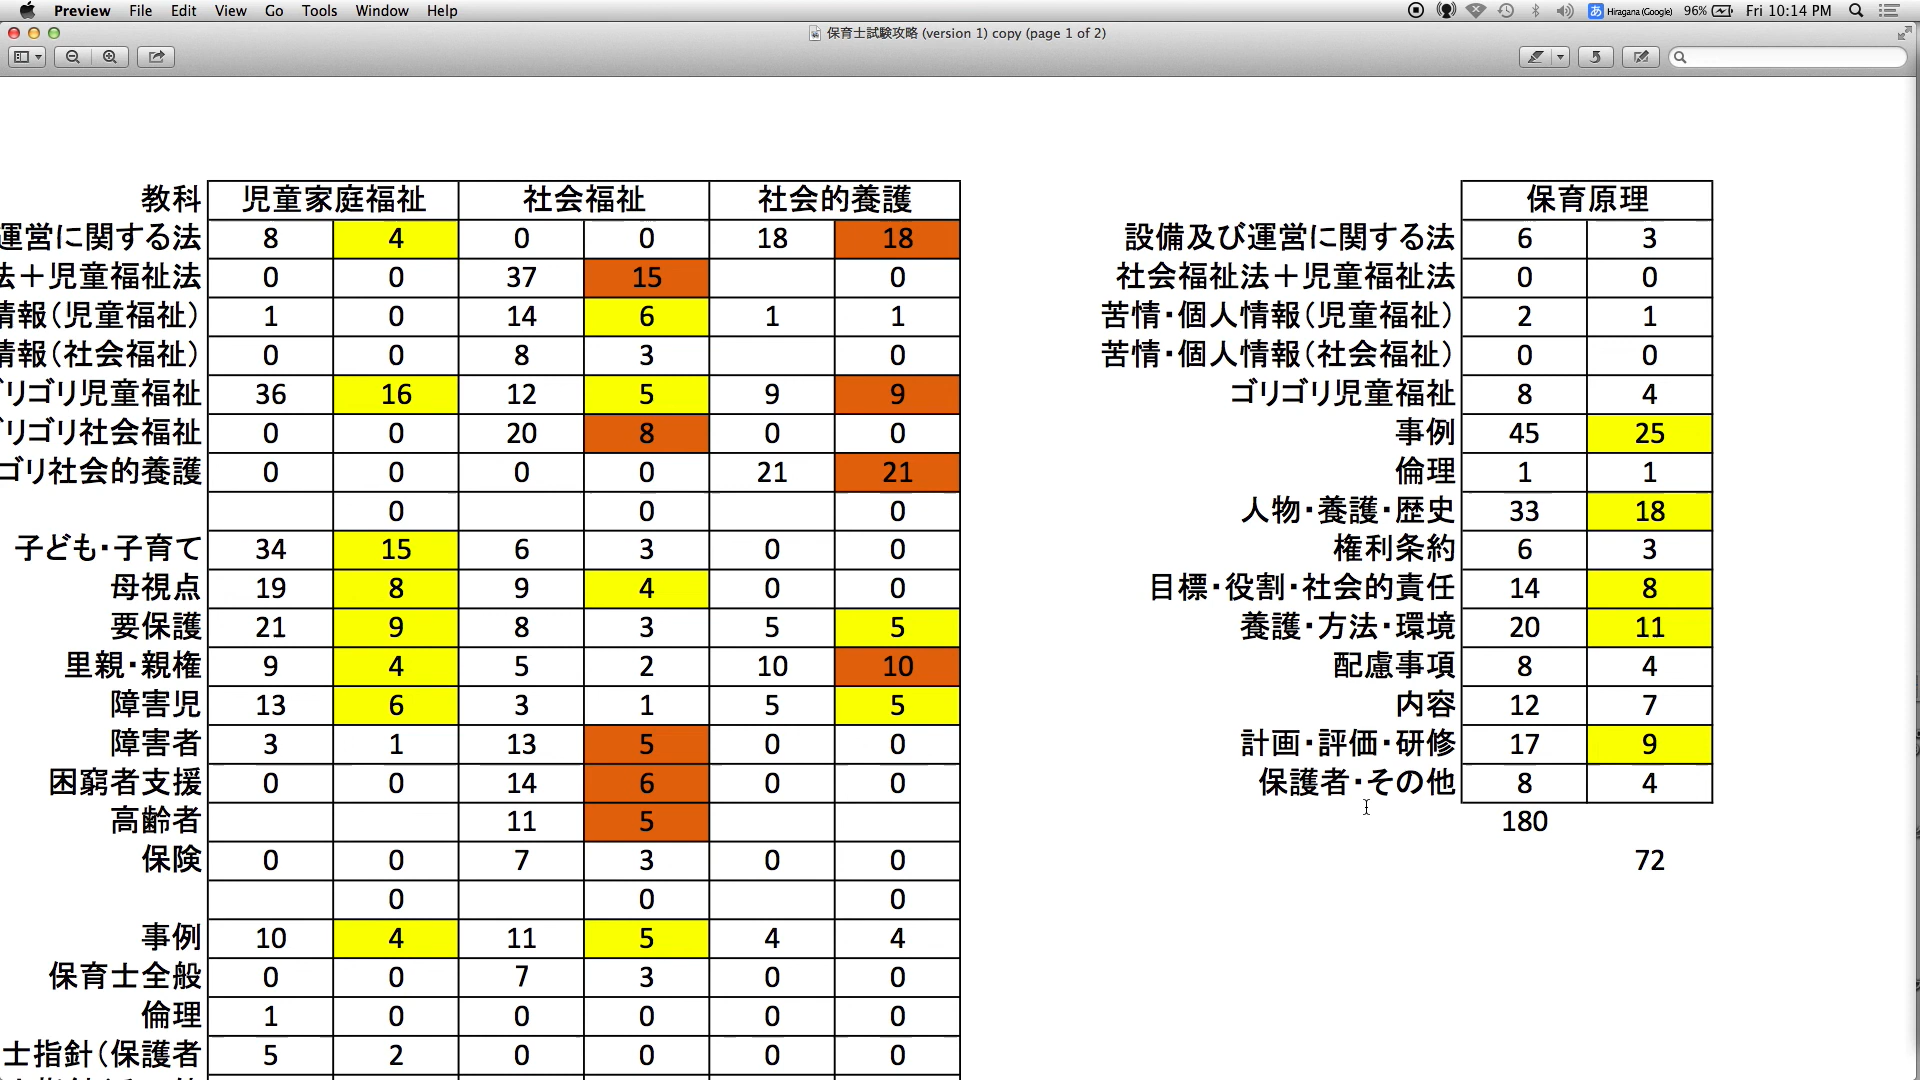 Preview File Edit View Go Tools Window Help あ Hiragana (Google) 96% Fri 10:14 PM
保育士試験攻略 (version 1) copy (page 1 of 2)
教科 児童家庭福祉 社会福祉 社会的養護 保育原理
運営に関する法 8 4 0 0 18 18 設備及び運営に関する法 6 3
法＋児童福祉法 0 0 37 15 0 社会福祉法＋児童福祉法 0 0
情報（児童福祉） 1 0 14 6 1 1 苦情・個人情報（児童福祉） 2 1
情報（社会福祉） 0 0 8 3 0 苦情・個人情報（社会福祉） 0 0
リゴリ児童福祉 36 16 12 5 9 9 ゴリゴリ児童福祉 8 4
リゴリ社会福祉 0 0 20 8 0 0 事例 45 25
ゴリ社会的養護 0 0 0 0 21 21 倫理 1 1
0 0 0 人物・養護・歴史 33 18
子ども・子育て 34 15 6 3 0 0 権利条約 6 3
母視点 19 8 9 4 0 0 目標・役割・社会的責任 14 8
要保護 21 9 8 3 5 5 養護・方法・環境 20 11
里親・親権 9 4 5 2 10 10 配慮事項 8 4
障害児 13 6 3 1 5 5 内容 12 7
障害者 3 1 13 5 0 0 計画・評価・研修 17 9
困窮者支援 0 0 14 6 0 0 保護者・その他 8 4
高齢者 11 5 180
保険 0 0 7 3 0 0 72
0 0 0
事例 10 4 11 5 4 4
保育士全般 0 0 7 3 0 0
倫理 1 0 0 0 0 0
士指針（保護者 5 2 0 0 0 0